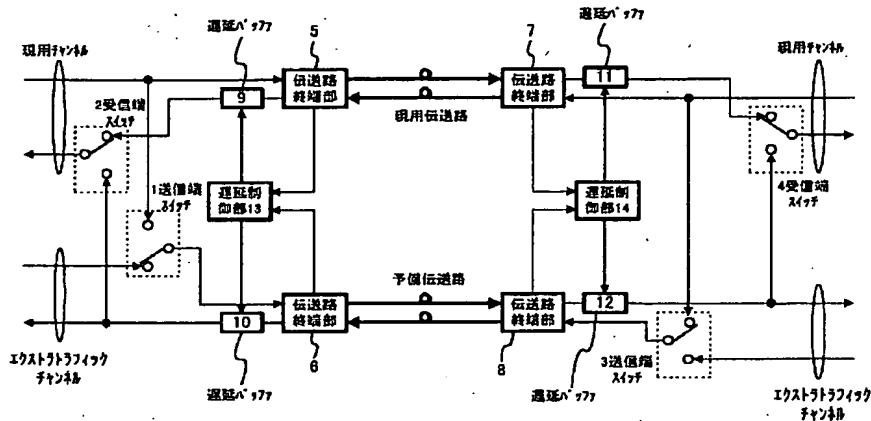 遅延バッファ
5
7
遅延バッファ
現用チャンネル
現用チャンネル
伝送路
終端部
伝送路
終端部
9
11
2受信端
スイッチ
現用伝送路
4受信端
スイッチ
1送信端
スイッチ
遅延制
御部13
遅延制
御部14
予備伝送路
伝送路
終端部
伝送路
終端部
10
12
エクストラトラフィック
チャンネル
遅延バッファ
6
8
遅延バッファ
3送信端
スイッチ
エクストラトラフィック
チャンネル